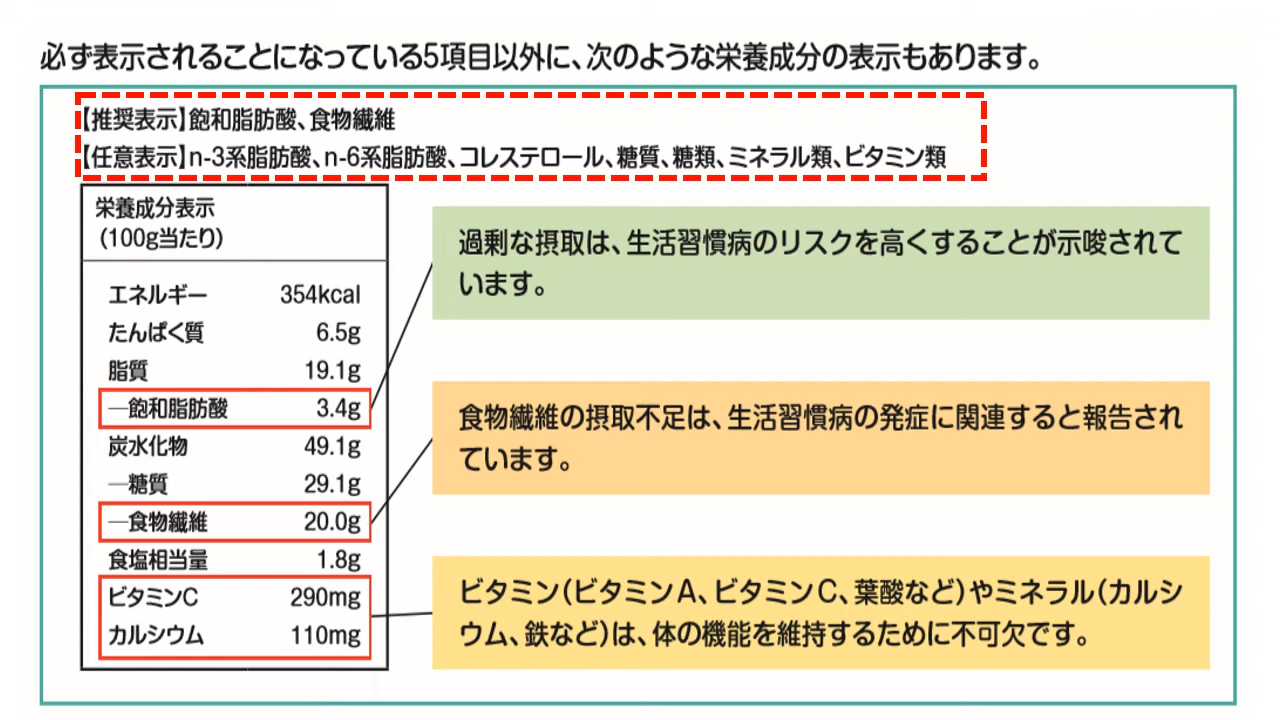 必ず表示されることになっている5項目以外に、次のような栄養成分の表示もあります。
【推奨表示】飽和脂肪酸、食物繊維
【任意表示】n-3系脂肪酸、n-6系脂肪酸、コレステロール、糖質、糖類、ミネラル類、ビタミン類
栄養成分表示
（100g当たり）
エネルギー 354kcal
たんぱく質 6.5g
脂質 19.1g
―飽和脂肪酸 3.4g
炭水化物 49.1g
―糖質 29.1g
―食物繊維 20.0g
食塩相当量 1.8g
ビタミンC 290mg
カルシウム 110mg
過剰な摂取は、生活習慣病のリスクを高くすることが示唆されて
います。
食物繊維の摂取不足は、生活習慣病の発症に関連すると報告され
ています。
ビタミン（ビタミンA、ビタミンC、葉酸など）やミネラル（カルシ
ウム、鉄など）は、体の機能を維持するために不可欠です。